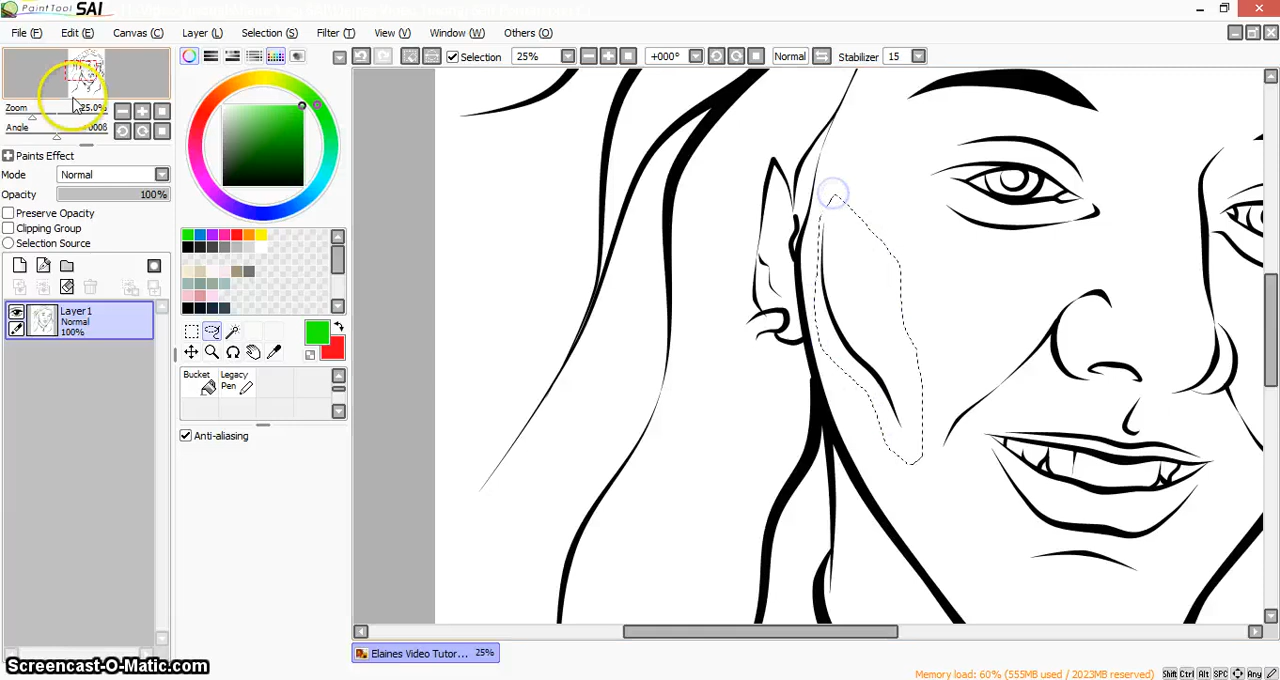 PaintTool SAI
File (F) Edit (E) Canvas (C) Layer (L) Selection (S) Filter (T) View (V) Window (W) Others (O)
Selection 25% +000° Normal Stabilizer 15
Zoom 25.0%
Angle
Paints Effect
Mode Normal
Opacity 100%
Preserve Opacity
Clipping Group
Selection Source
Layer1
Normal
100%
Bucket Legacy Pen
Anti-aliasing
Elaines Video Tutor... 25%
Screencast-O-Matic.com
Memory load: 60% (555MB used / 2023MB reserved) Shift Ctrl Alt SPC Any